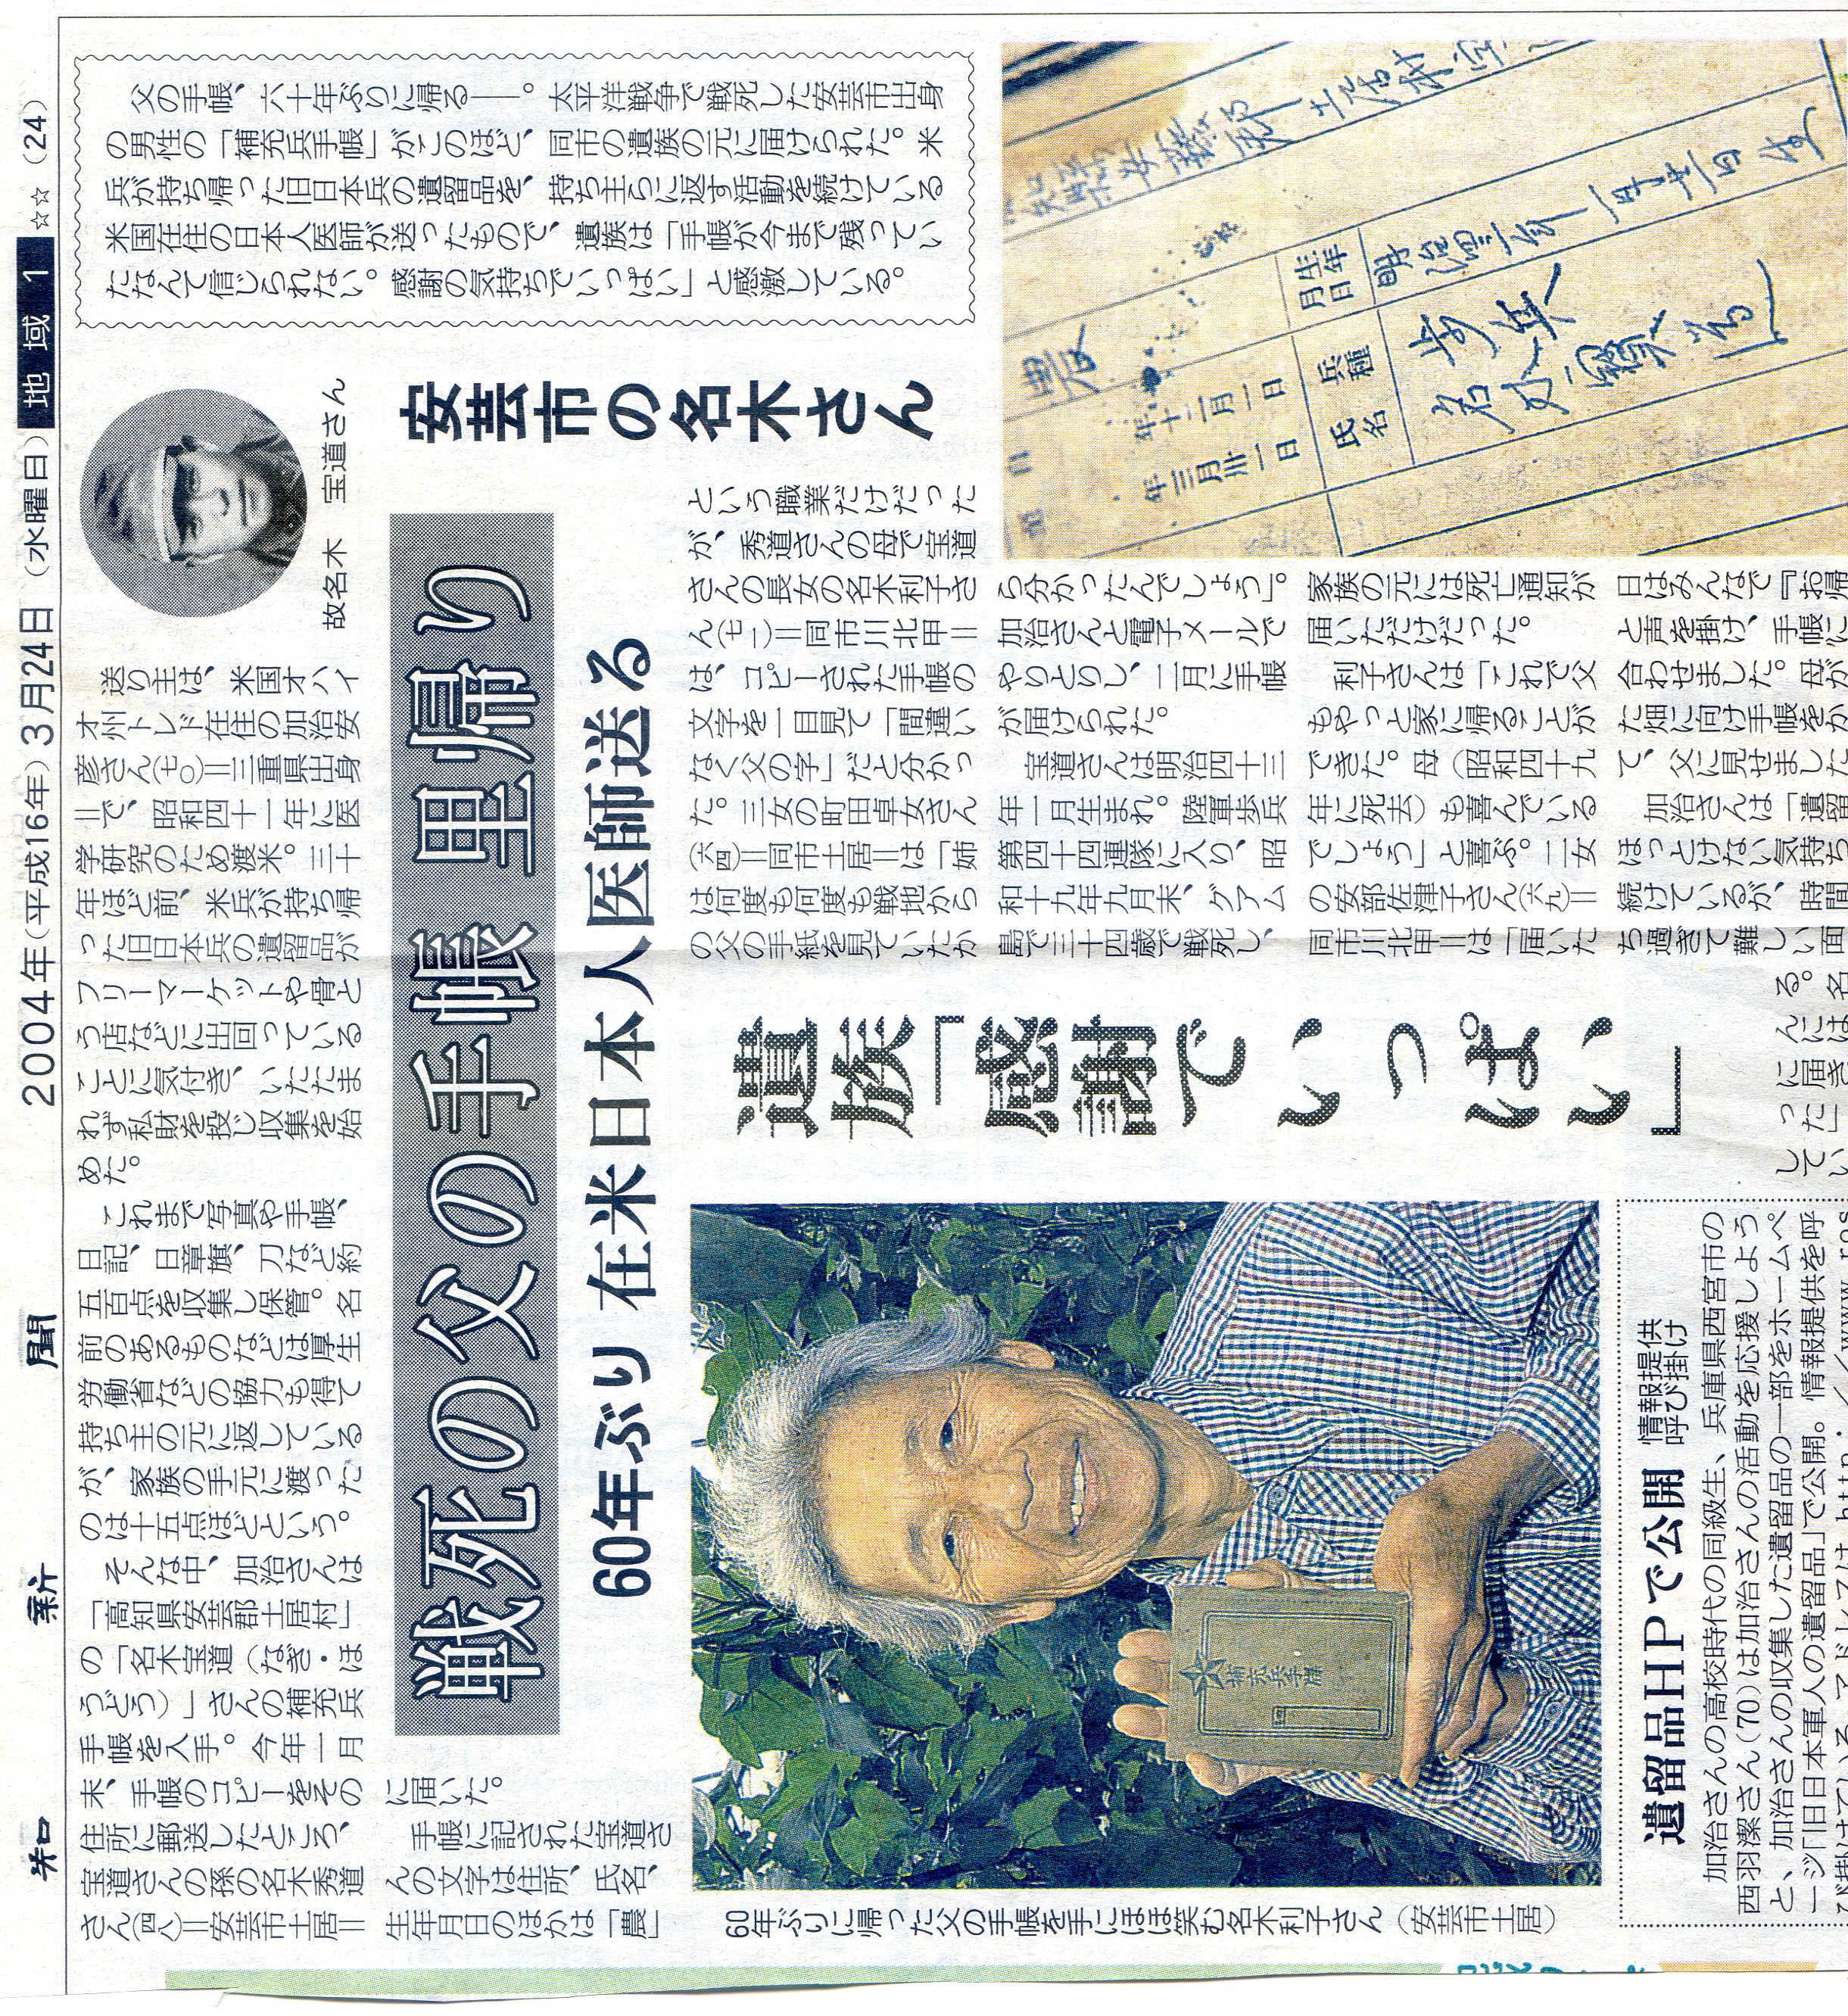 知新聞
2004年(平成16年)3月24日(水曜日) 地域1 ☆☆ (24)
父の手帳、六十年ぶりに帰る――。太平洋戦争で戦死した安芸市出身
の男性の「補充兵手帳」がこのほど、同市の遺族の元に届けられた。米
兵が持ち帰った旧日本兵の遺留品を、持ち主らに返す活動を続けている
米国在住の日本人医師が送ったもので、遺族は「手帳が今まで残ってい
たなんて信じられない。感謝の気持ちでいっぱい」と感激している。
故名木 宝道さん
安芸市の名木さん
戦死の父の手帳 里帰り
60年ぶり 在米日本人医師送る
遺族「感謝でいっぱい」
送り主は、米国オハイ
オ州トレド在住の加治安
彦さん(七〇)=三重県出身
=で、昭和四十一年に医
学研究のため渡米。三十
年ほど前、米兵が持ち帰
った旧日本兵の遺留品が
フリーマーケットや骨と
う店などに出回っている
ことに気付き、いたたま
れず私財を投じ収集を始
めた。
これまで写真や手帳、
日記、日章旗、刀など約
五百点を収集し保管。名
前のあるものなどは厚生
労働省などの協力も得て
持ち主の元に返している
が、家族の手元に渡った
のは十五点ほどという。
そんな中、加治さんは
「高知県安芸郡土居村」
の「名木宝道(なぎ・ほ
うどう)」さんの補充兵
手帳を入手。今年一月
末、手帳のコピーをその
住所に郵送したところ、
宝道さんの孫の名木秀道
さん(四八)=安芸市土居=
に届いた。
手帳に記された宝道さ
んの文字は住所、氏名、
生年月日のほかは「農」
という職業だけだった
が、秀道さんの母で宝道
さんの長女の名木利子さ
ん(七一)=同市川北甲=
は、コピーされた手帳の
文字を一目見て「間違い
なく父の字」だと分かっ
た。三女の町田卓女さん
(六四)=同市土居=は「姉
は何度も何度も戦地から
の父の手紙を見ていたか
ら分かったんでしょう」。
加治さんと電子メールで
やりとりし、二月に手帳
が届けられた。
宝道さんは明治四十三
年一月生まれ。陸軍歩兵
第四十四連隊に入り、昭
和十九年九月末、グアム
島で三十四歳で戦死し、
家族の元には死亡通知が
届いただけだった。
利子さんは「これで父
もやっと家に帰ることが
できた。母(昭和四十九
年に死去)も喜んでいる
でしょう」と喜ぶ。二女
の安部佐津子さん(六九)=
同市川北甲=は「届いた
日はみんなで『お帰
と声を掛け、手帳に
合わせました。母が
た畑に向け手帳をか
て、父に見せました
加治さんは「遺留
ほっとけない気持ち
続けているが、時間
ち過ぎて難しい面
る。名
んには
に届き
った」
してい
60年ぶりに帰った父の手帳を手にほほ笑む名木利子さん(安芸市土居)
補充兵手牒
知県安藝郡土居村
農
年十二月一日
年三月卅一日
生年月日
明治四三年一月廿一日生
兵種
歩兵
氏名
名木寶道
遺留品HPで公開 情報提供呼び掛け
加治さんの高校時代の同級生、兵庫県西宮市の
西羽潔さん(70)は加治さんの活動を応援しよう
と、加治さんの収集した遺留品の一部をホームペ
ージ「旧日本軍人の遺留品」で公開。情報提供を呼
び掛けている。アドレスは http://www.ros